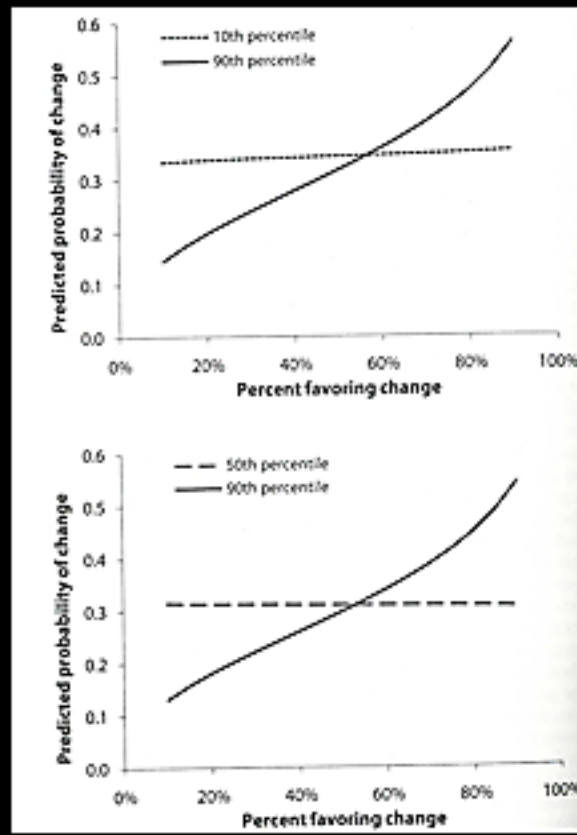 0.6
10th percentile
90th percentile
0.5
0.4
0.3
0.2
0.1
0.0
Predicted probability of change
0% 20% 40% 60% 80% 100%
Percent favoring change
0.6
50th percentile
90th percentile
0.5
0.4
0.3
0.2
0.1
0.0
Predicted probability of change
0% 20% 40% 60% 80% 100%
Percent favoring change